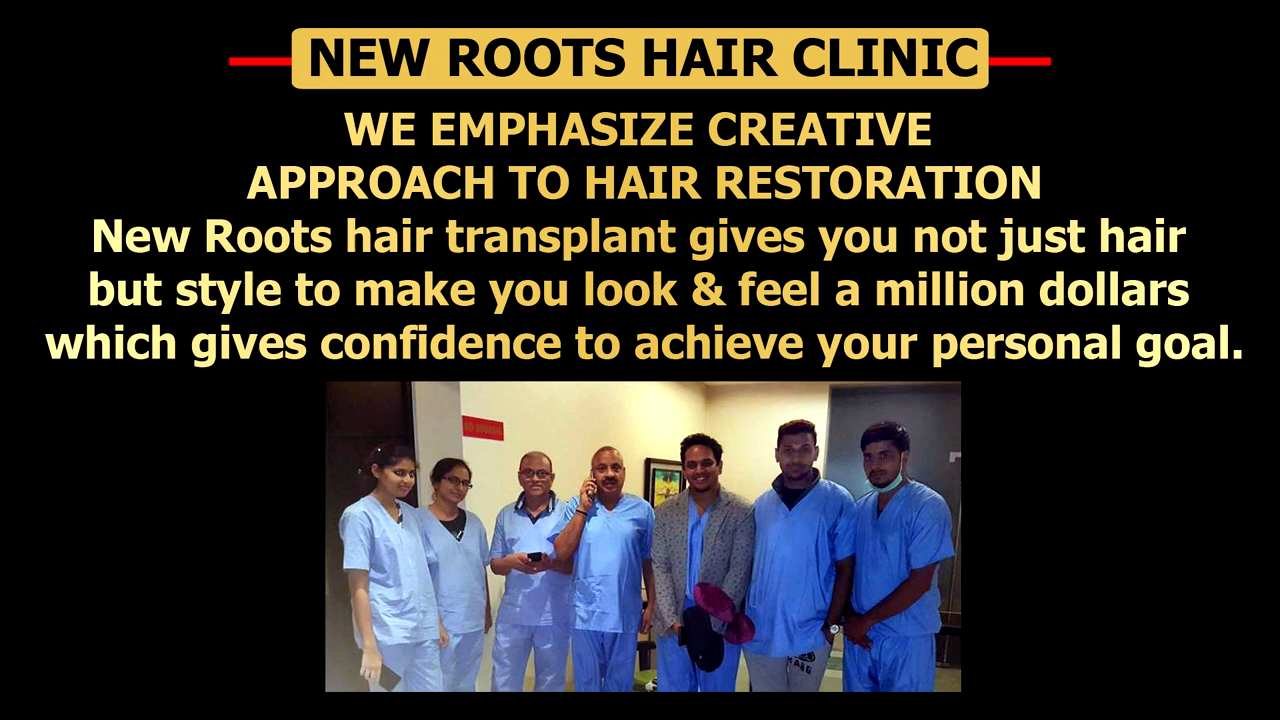 NEW ROOTS HAIR CLINIC
WE EMPHASIZE CREATIVE
APPROACH TO HAIR RESTORATION
New Roots hair transplant gives you not just hair
but style to make you look & feel a million dollars
which gives confidence to achieve your personal goal.